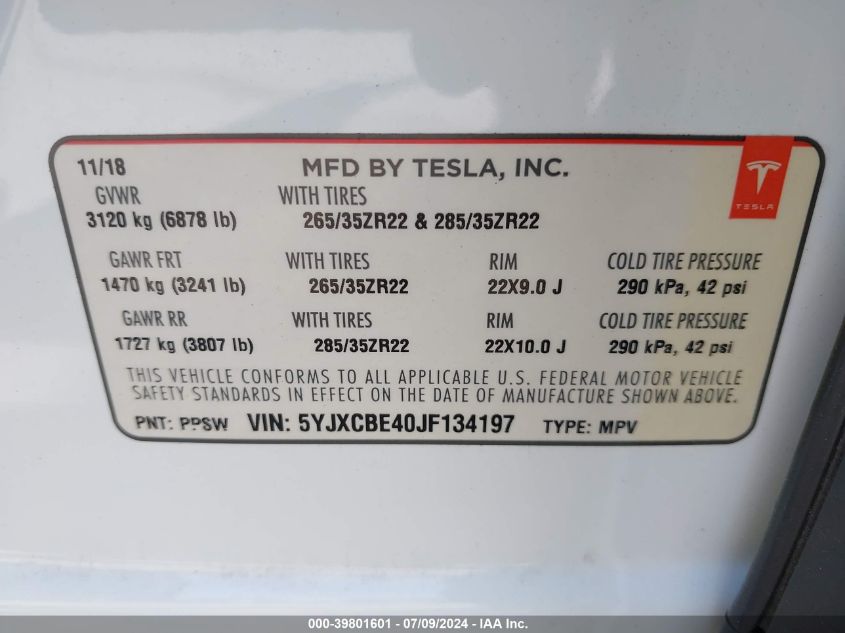 11/18 MFD BY TESLA, INC.
GVWR WITH TIRES
3120 kg (6878 lb) 265/35ZR22 & 285/35ZR22
TESLA
GAWR FRT WITH TIRES RIM COLD TIRE PRESSURE
1470 kg (3241 lb) 265/35ZR22 22X9.0 J 290 kPa, 42 psi
GAWR RR WITH TIRES RIM COLD TIRE PRESSURE
1727 kg (3807 lb) 285/35ZR22 22X10.0 J 290 kPa, 42 psi
THIS VEHICLE CONFORMS TO ALL APPLICABLE U.S. FEDERAL MOTOR VEHICLE
SAFETY STANDARDS IN EFFECT ON THE DATE OF MANUFACTURE SHOWN ABOVE.
PNT: PPSW VIN: 5YJXCBE40JF134197 TYPE: MPV
000-39801601 - 07/09/2024 - IAA Inc.